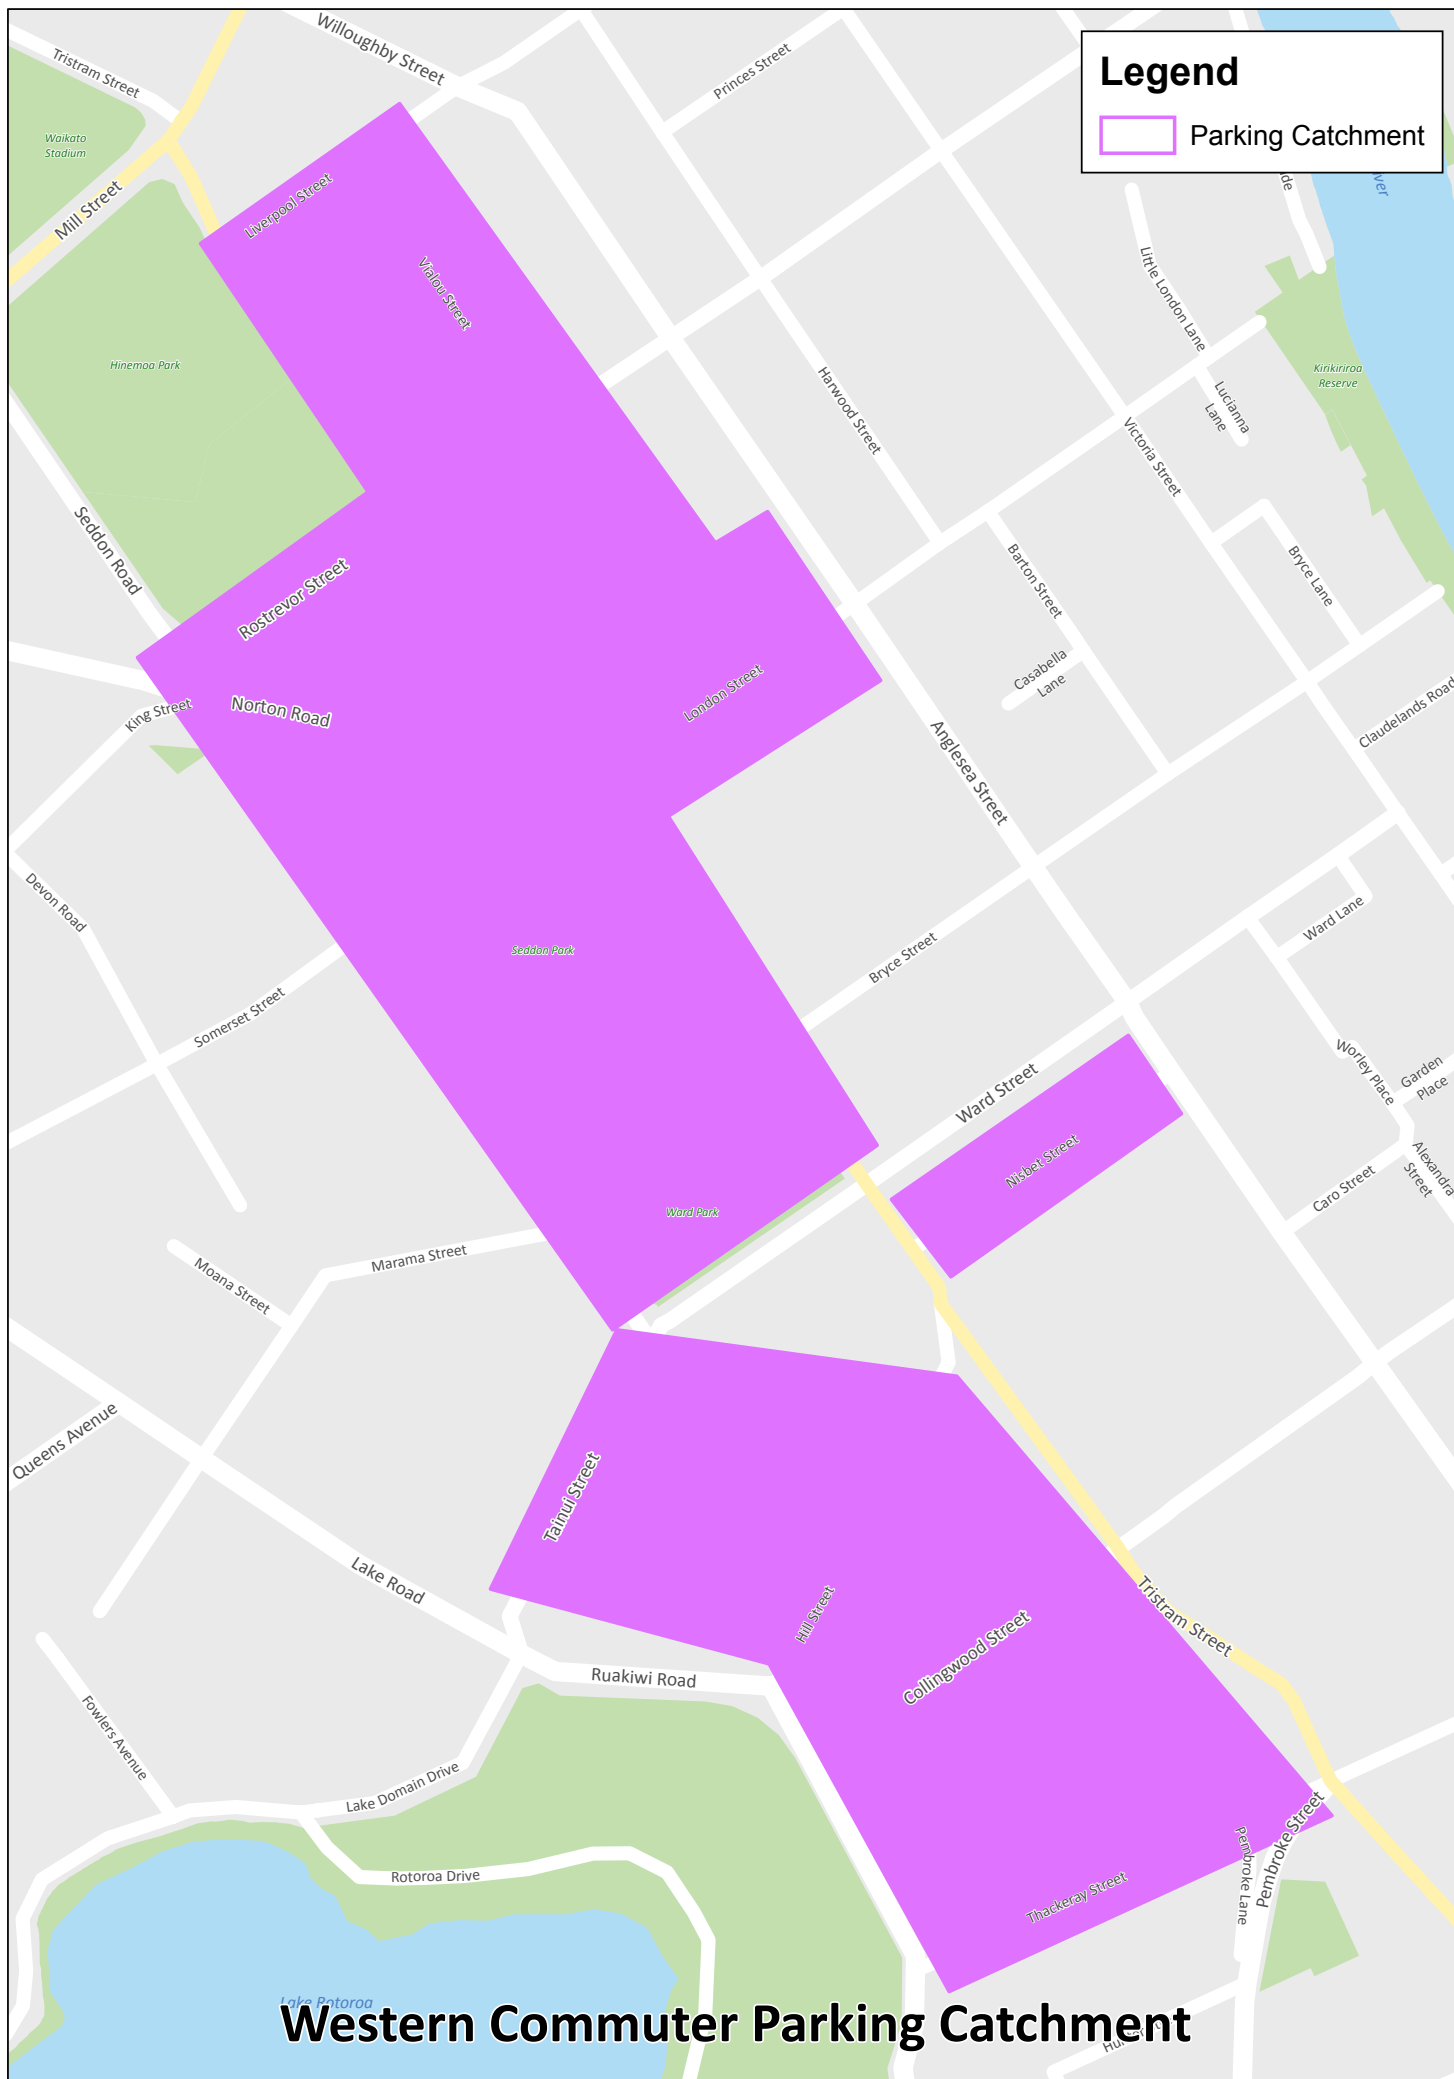 Willoughby Street
Tristram Street
Princes Street
Legend
Parking Catchment
Waikato
Stadium
Mill Street
Liverpool Street
Vialou Street
Little London Lane
Hinemoa Park
Harwood Street
Kirikiriroa
Reserve
Lucianna
Lane
Victoria Street
Seddon Road
Rostrevor Street
Barton Street
Bryce Lane
London Street
Casabella
Lane
King Street
Norton Road
Claudelands Road
Anglesea Street
Devon Road
Seddon Park
Bryce Street
Ward Lane
Somerset Street
Ward Street
Worley Place
Garden
Place
Nisbet Street
Caro Street
Alexandra
Street
Ward Park
Marama Street
Moana Street
Queens Avenue
Tainui Street
Lake Road
Hill Street
Collingwood Street
Tristram Street
Ruakiwi Road
Fowlers Avenue
Lake Domain Drive
Rotoroa Drive
Pembroke Street
Pembroke Lane
Thackeray Street
Lake Rotoroa
Western Commuter Parking Catchment